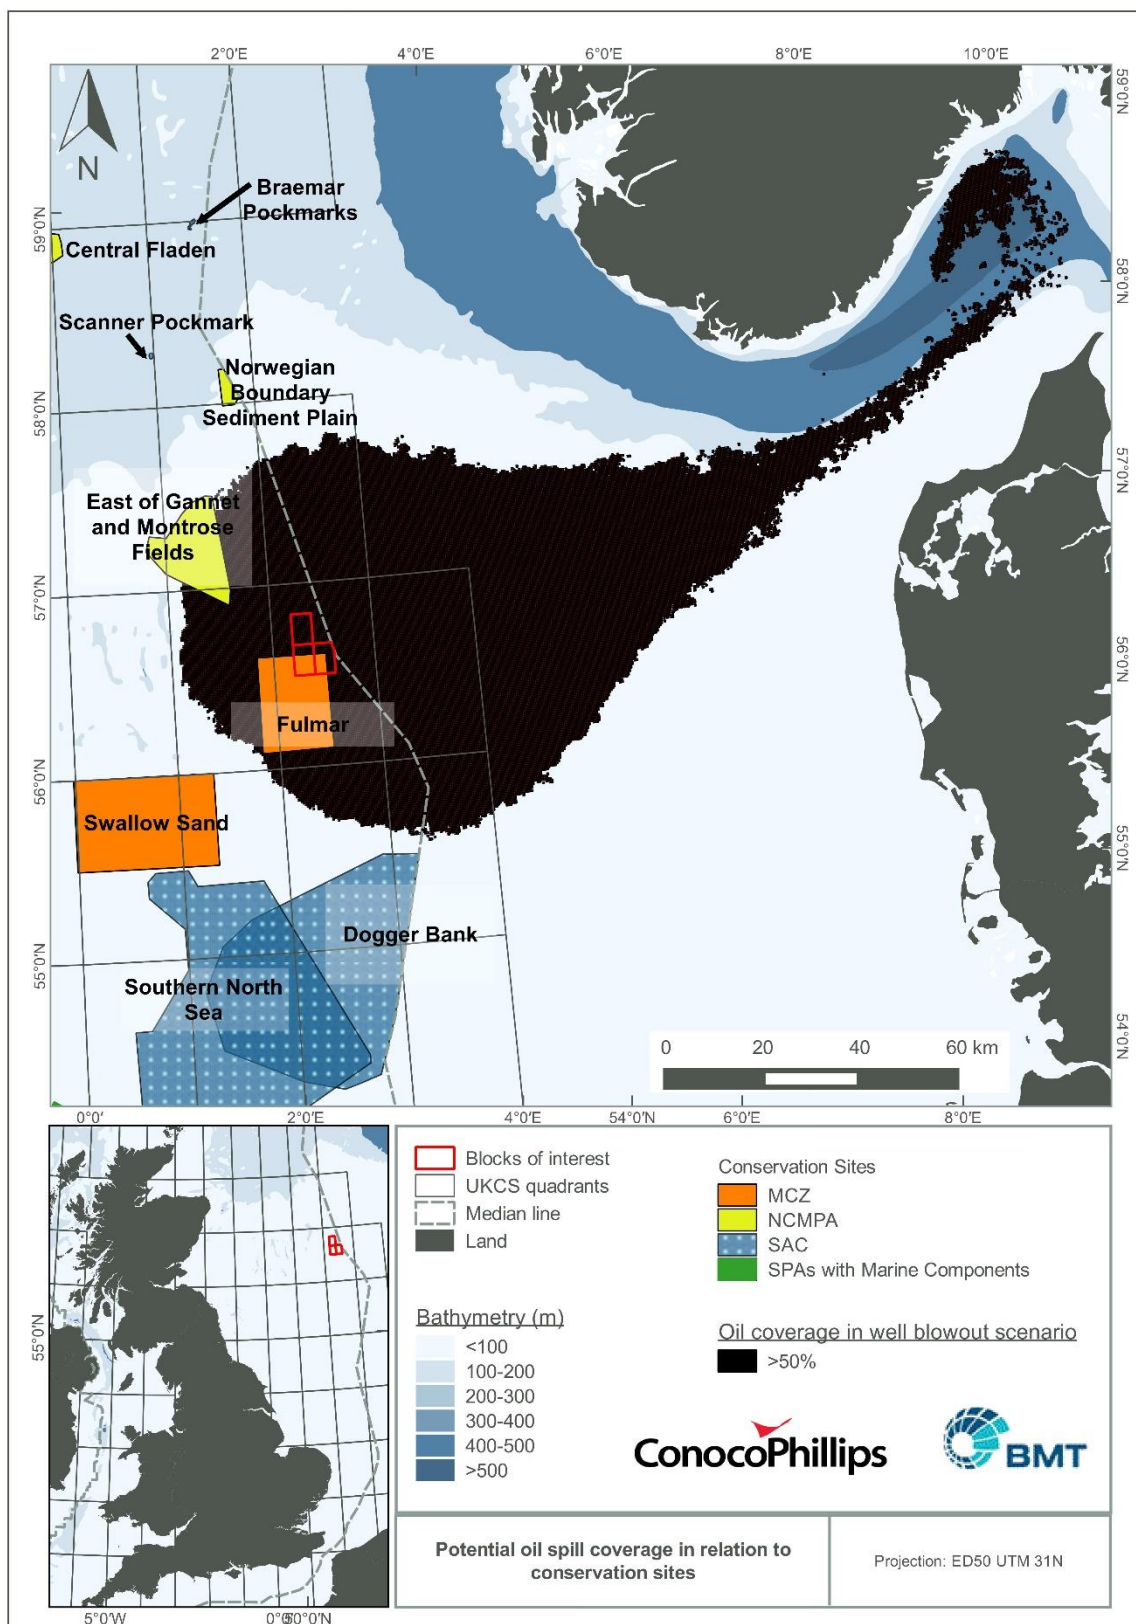 2°0'E
4°0'E
6°0'E
8°0'E
10°0'E
59°0'N
N
Braemar
Pockmarks
59°0'N
Central Fladen
58°0'N
Scanner Pockmark
Norwegian
Boundary
Sediment Plain
58°0'N
57°0'N
East of Gannet
and Montrose
Fields
57°0'N
56°0'N
Fulmar
56°0'N
Swallow Sand
55°0'N
Dogger Bank
55°0'N
Southern North
Sea
54°0'N
0 20 40 60 km
0°0'
2°0'E
4°0'E
54°0'N
6°0'E
8°0'E
55°0'N
5°0'W
Blocks of interest
UKCS quadrants
Median line
Land
Bathymetry (m)
<100
100-200
200-300
300-400
400-500
>500
Conservation Sites
MCZ
NCMPA
SAC
SPAs with Marine Components
Oil coverage in well blowout scenario
>50%
ConocoPhillips
BMT
Potential oil spill coverage in relation to
conservation sites
Projection: ED50 UTM 31N